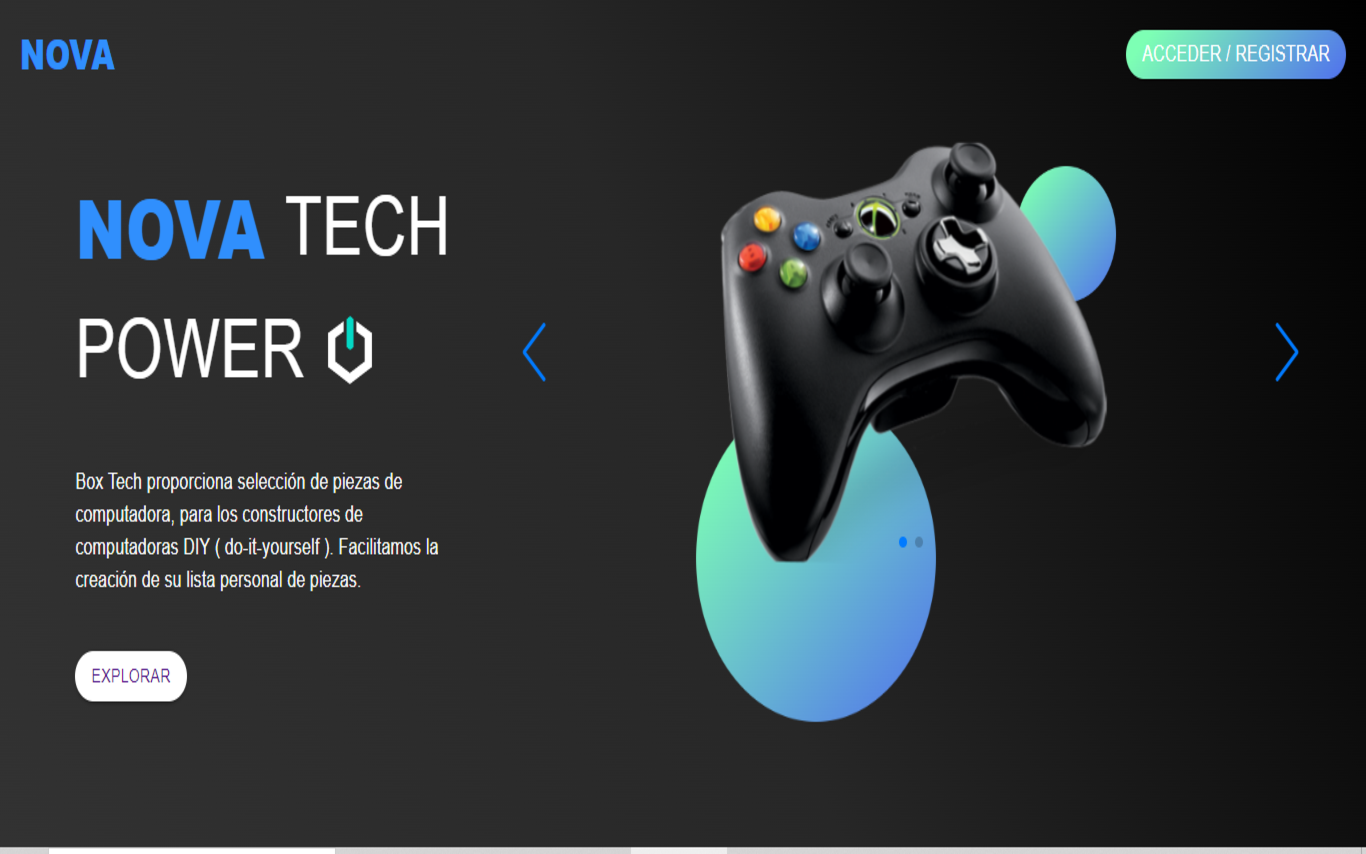 NOVA
ACCEDER / REGISTRAR
NOVA TECH
POWER
Box Tech proporciona selección de piezas de
computadora, para los constructores de
computadoras DIY ( do-it-yourself ). Facilitamos la
creación de su lista personal de piezas.
EXPLORAR